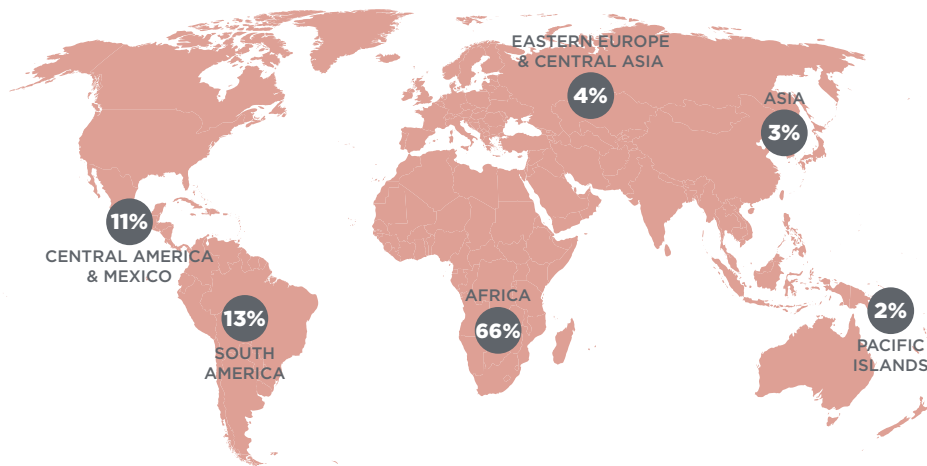 EASTERN EUROPE
& CENTRAL ASIA
4%
ASIA
3%
11%
CENTRAL AMERICA
& MEXICO
AFRICA
66%
13%
SOUTH
AMERICA
2%
PACIFIC
ISLANDS